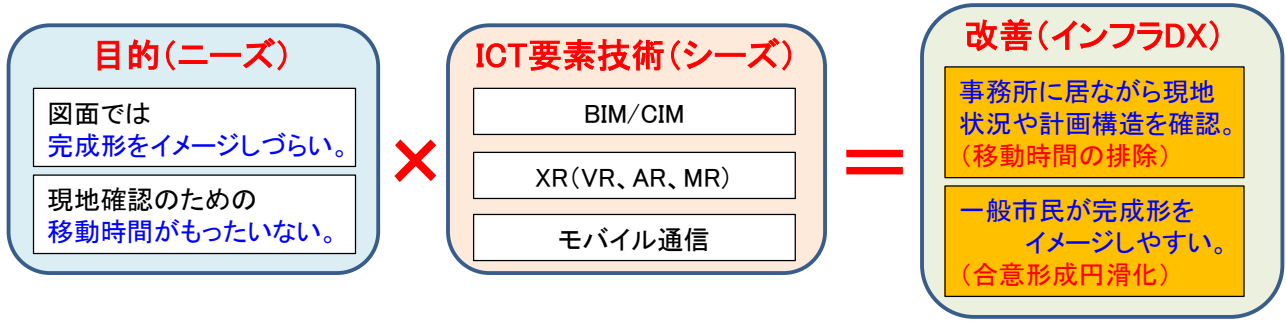 目的(ニーズ)
図面では
完成形をイメージしづらい。
現地確認のための
移動時間がもったいない。
×
ICT要素技術(シーズ)
BIM/CIM
XR(VR、AR、MR)
モバイル通信
＝
改善(インフラDX)
事務所に居ながら現地
状況や計画構造を確認。
(移動時間の排除)
一般市民が完成形を
イメージしやすい。
(合意形成円滑化)